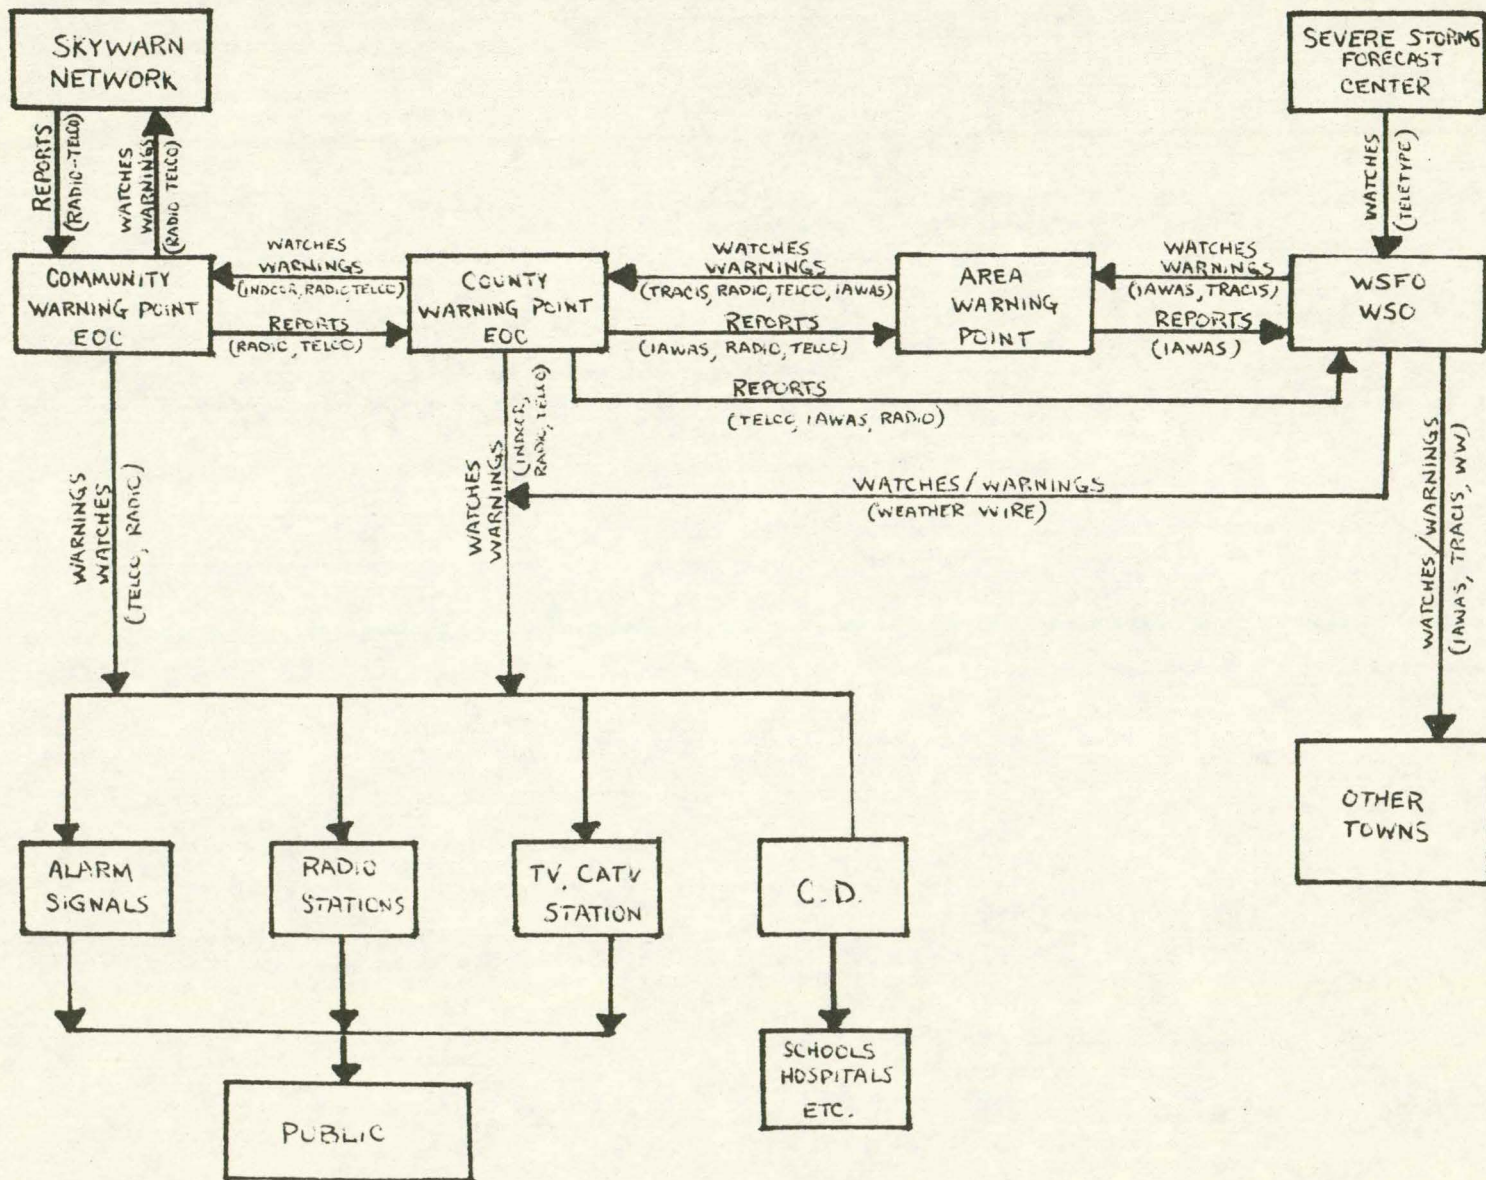 SKYWARN
NETWORK
SEVERE STORMS
FORECAST
CENTER
REPORTS
(RADIO-TELCO)
WATCHES
WARNINGS
(RADIO TELCO)
WATCHES
(TELETYPE)
COMMUNITY
WARNING POINT
EOC
WATCHES
WARNINGS
(INDOOR, RADIO, TELCO)
REPORTS
(RADIO, TELCO)
COUNTY
WARNING POINT
EOC
WATCHES
WARNINGS
(TRACIS, RADIO, TELCO, IAWAS)
REPORTS
(IAWAS, RADIO, TELCO)
AREA
WARNING
POINT
WATCHES
WARNINGS
(IAWAS, TRACIS)
REPORTS
(IAWAS)
WSFO
WSO
REPORTS
(TELCO, IAWAS, RADIO)
WATCHES/WARNINGS
(WEATHER WIRE)
WARNINGS
WATCHES
(TELCO, RADIO)
WATCHES
WARNINGS
(INDOOR,
RADIO, TELCO)
WATCHES/WARNINGS
(IAWAS, TRACIS, WW)
OTHER
TOWNS
ALARM
SIGNALS
RADIO
STATIONS
TV, CATV
STATION
C.D.
SCHOOLS
HOSPITALS
ETC.
PUBLIC